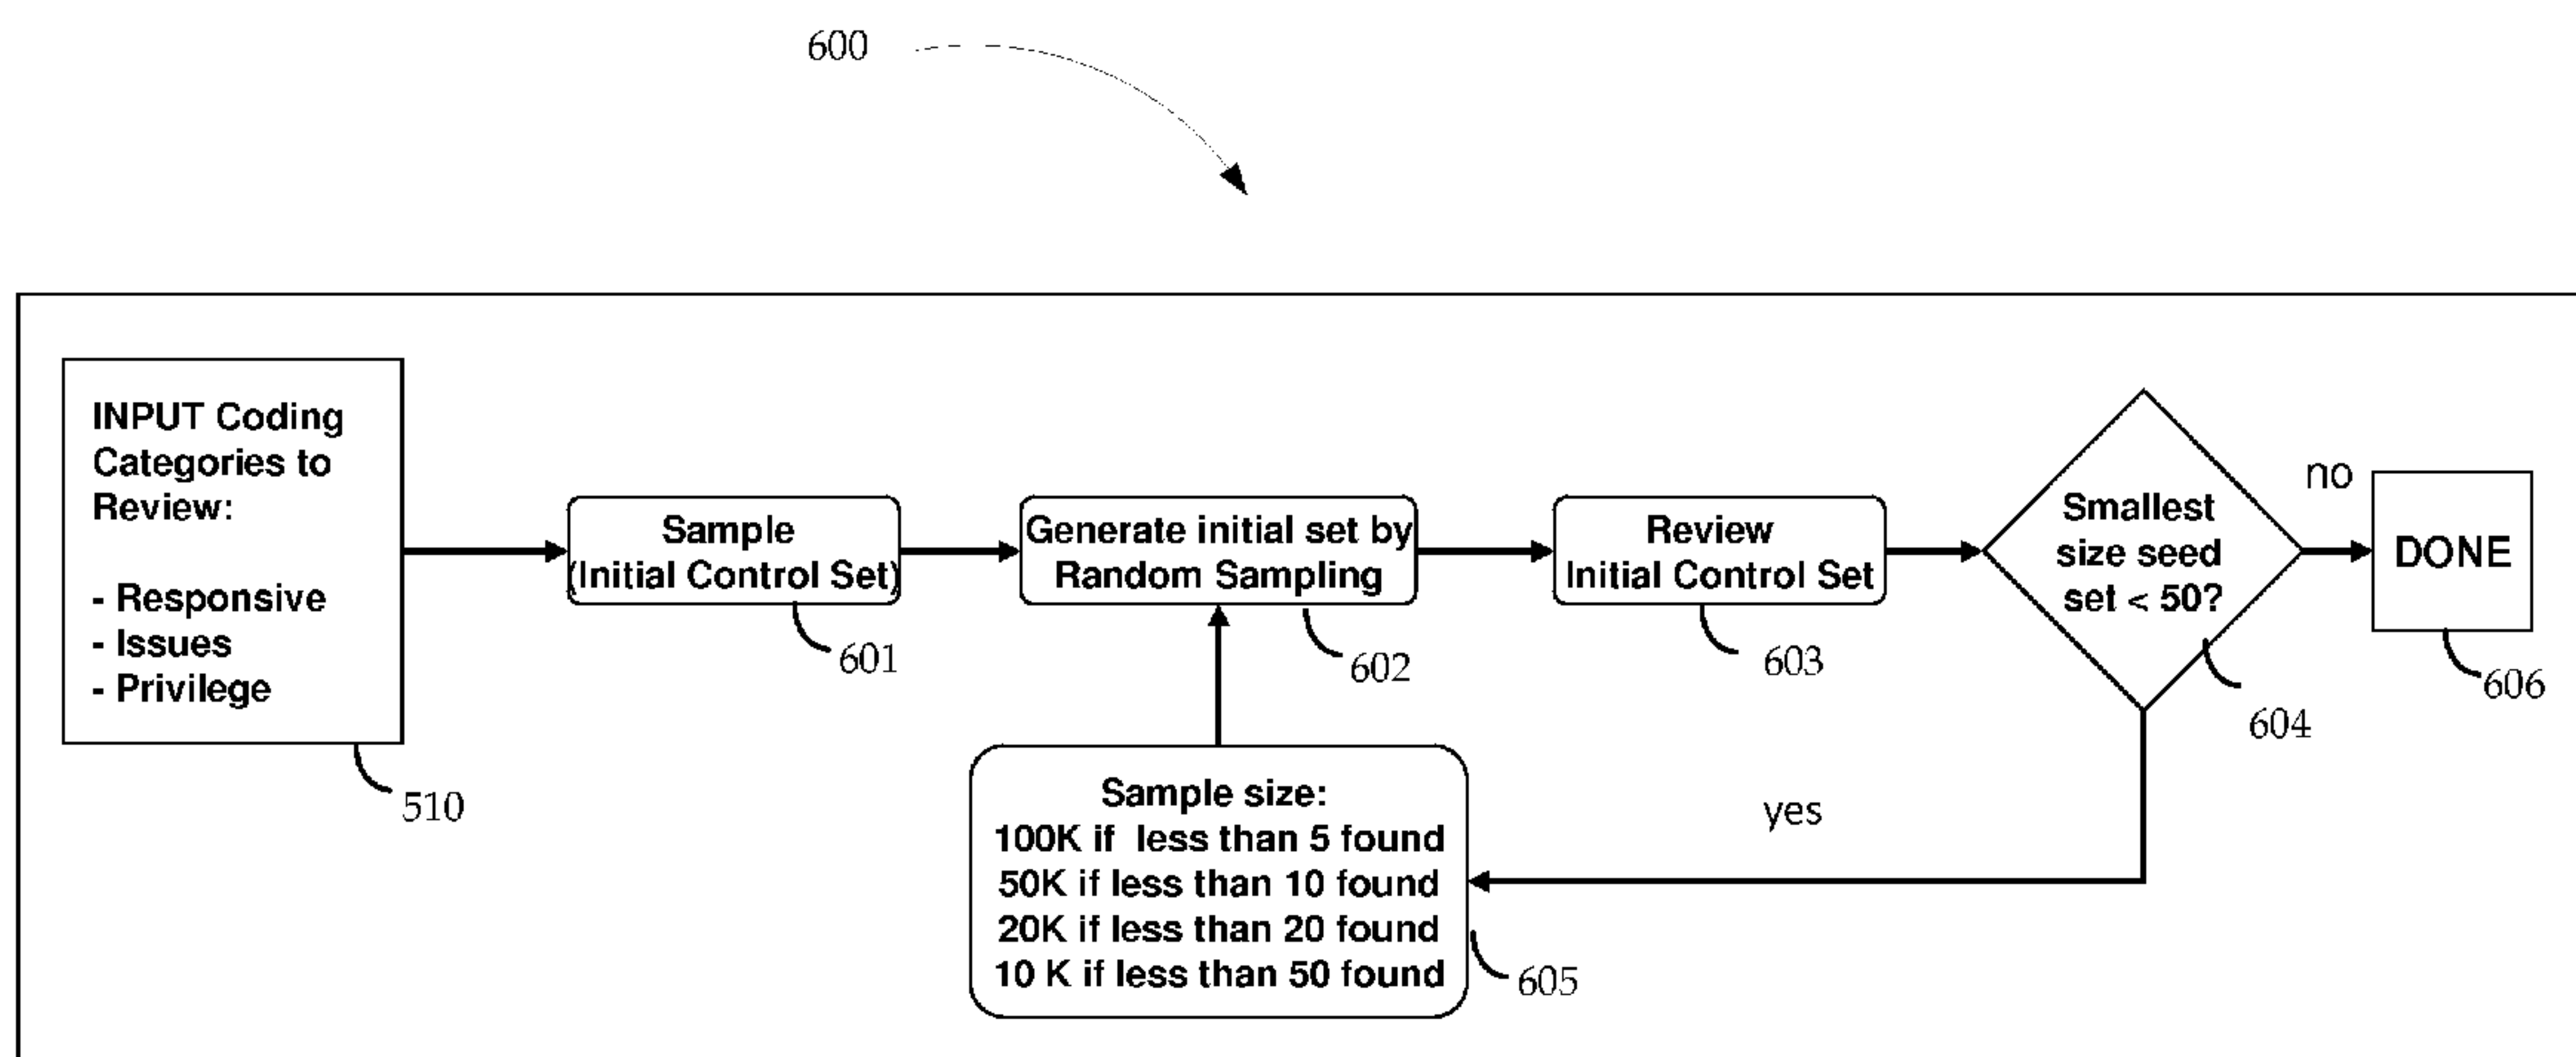 600
INPUT Coding
Categories to
Review:
- Responsive
- Issues
- Privilege
510
Sample
(Initial Control Set)
601
Generate initial set by
Random Sampling
602
Review
Initial Control Set
603
Smallest
size seed
set < 50?
604
no
DONE
606
yes
Sample size:
100K if less than 5 found
50K if less than 10 found
20K if less than 20 found
10 K if less than 50 found
605